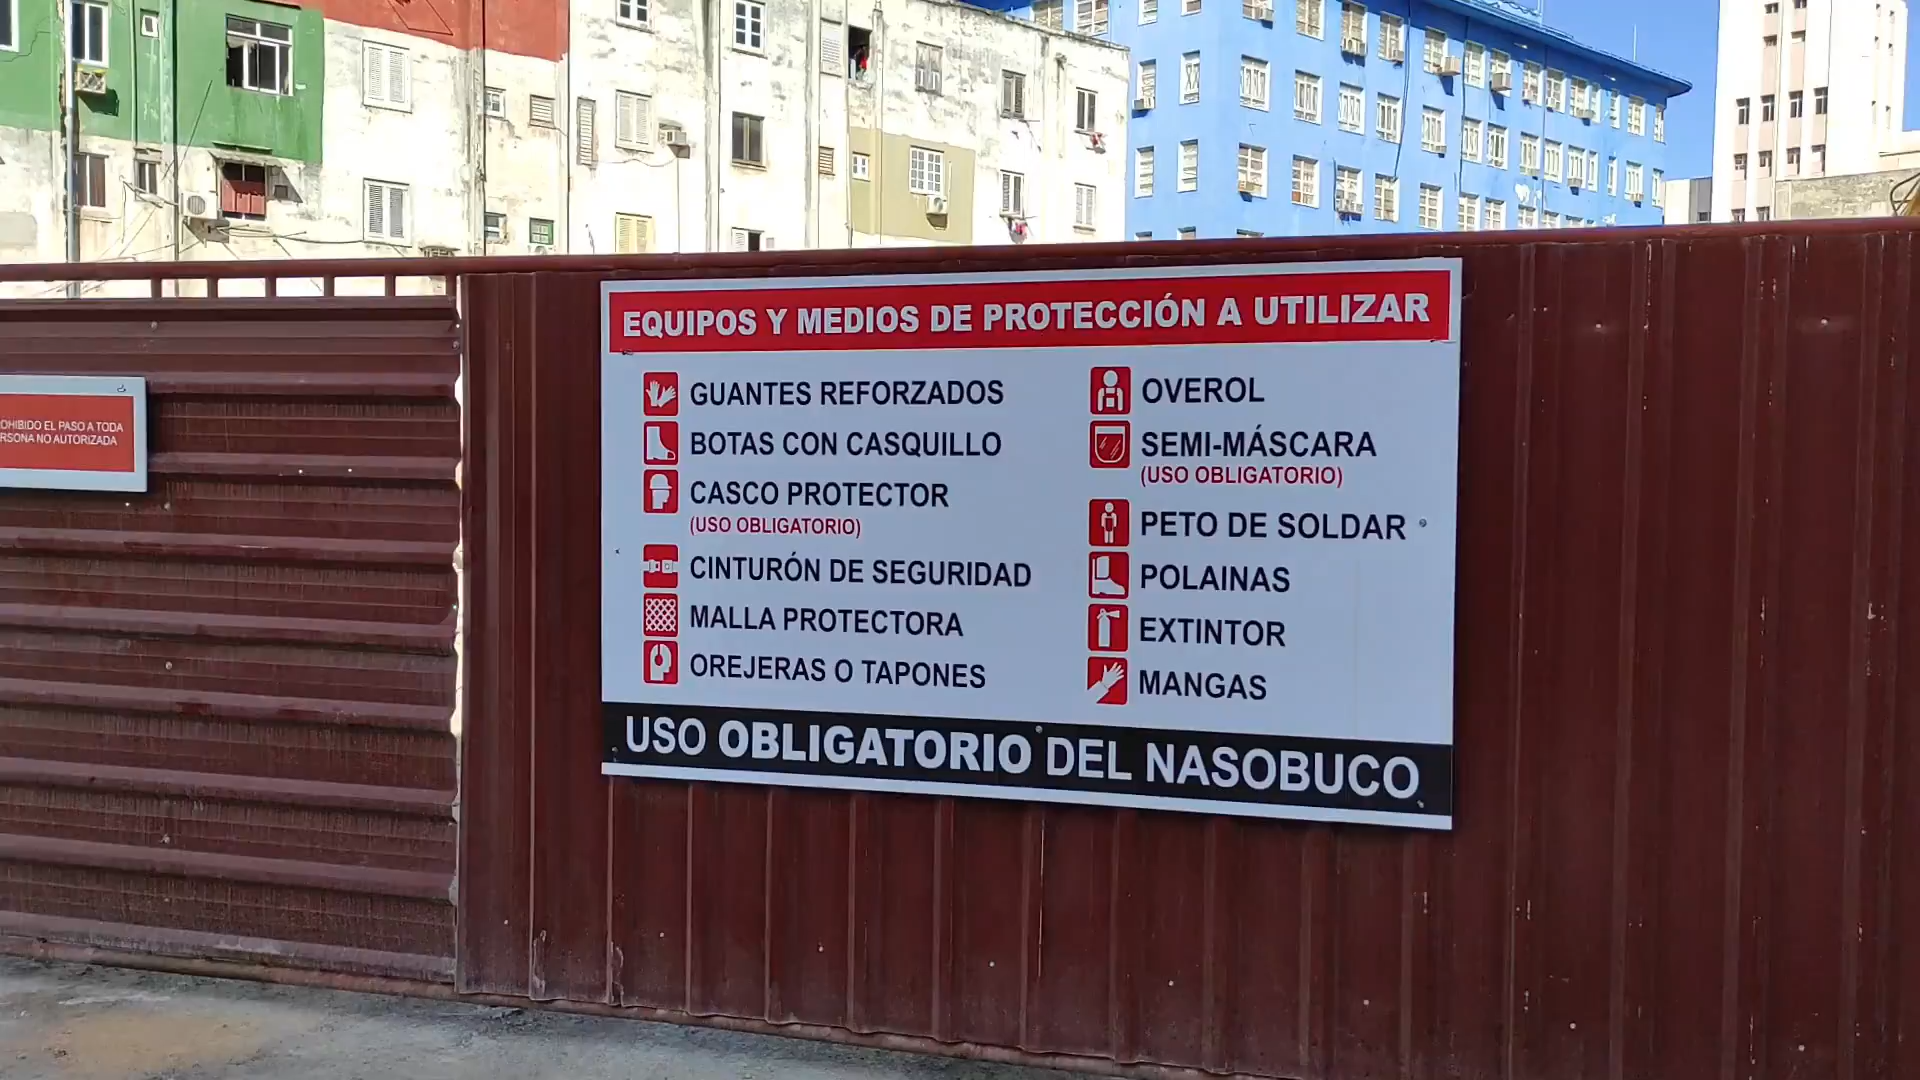 EQUIPOS Y MEDIOS DE PROTECCIÓN A UTILIZAR
GUANTES REFORZADOS
BOTAS CON CASQUILLO
CASCO PROTECTOR
(USO OBLIGATORIO)
CINTURÓN DE SEGURIDAD
MALLA PROTECTORA
OREJERAS O TAPONES
OVEROL
SEMI-MÁSCARA
(USO OBLIGATORIO)
PETO DE SOLDAR
POLAINAS
EXTINTOR
MANGAS
USO OBLIGATORIO DEL NASOBUCO
OHIBIDO EL PASO A TODA
RSONA NO AUTORIZADA